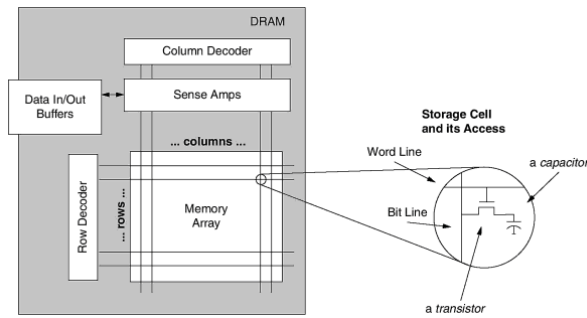 DRAM
Column Decoder
Sense Amps
Data In/Out
Buffers
... columns ...
Row Decoder
... rows ...
Memory
Array
Storage Cell
and its Access
Word Line
a capacitor
Bit Line
a transistor